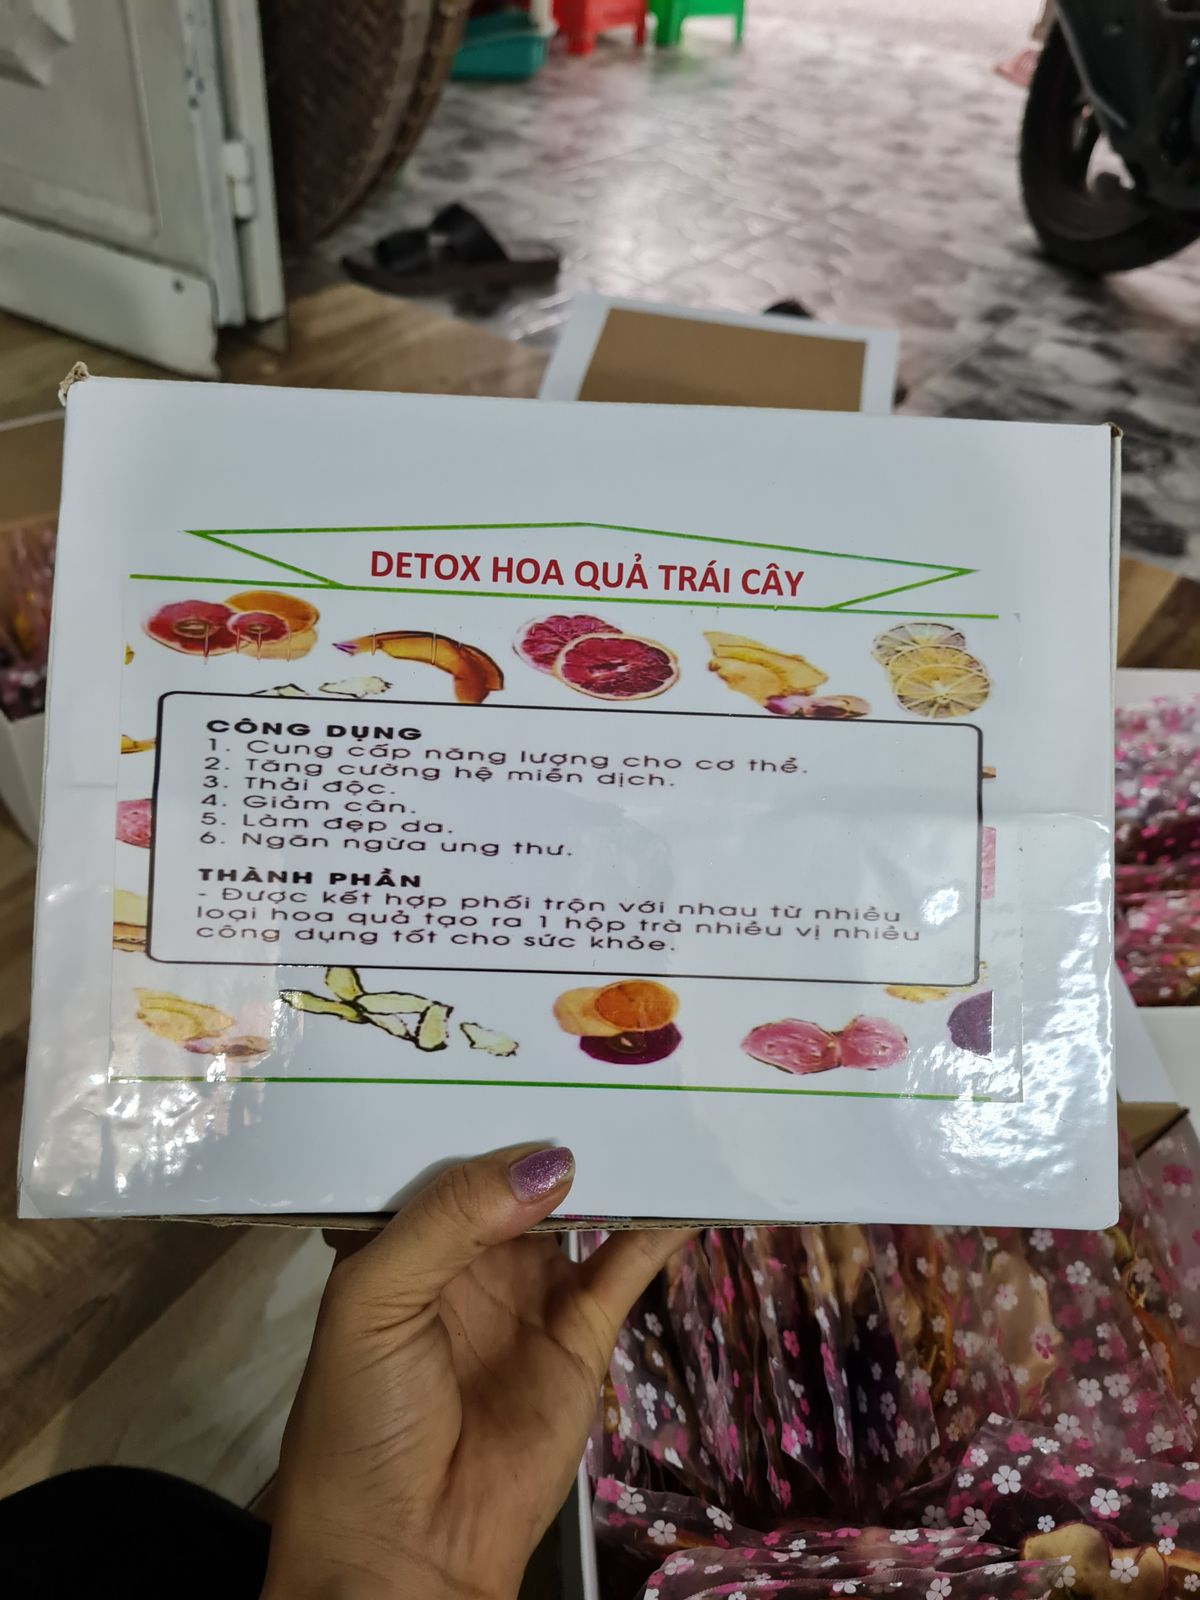 DETOX HOA QUẢ TRÁI CÂY
CÔNG DỤNG
1. Cung cấp năng lượng cho cơ thể.
2. Tăng cường hệ miễn dịch.
3. Thải độc.
4. Giảm cân.
5. Làm đẹp da.
6. Ngăn ngừa ung thư.
THÀNH PHẦN
- Được kết hợp phối trộn với nhau từ nhiều
loại hoa quả tạo ra 1 hộp trà nhiều vị nhiều
công dụng tốt cho sức khỏe.